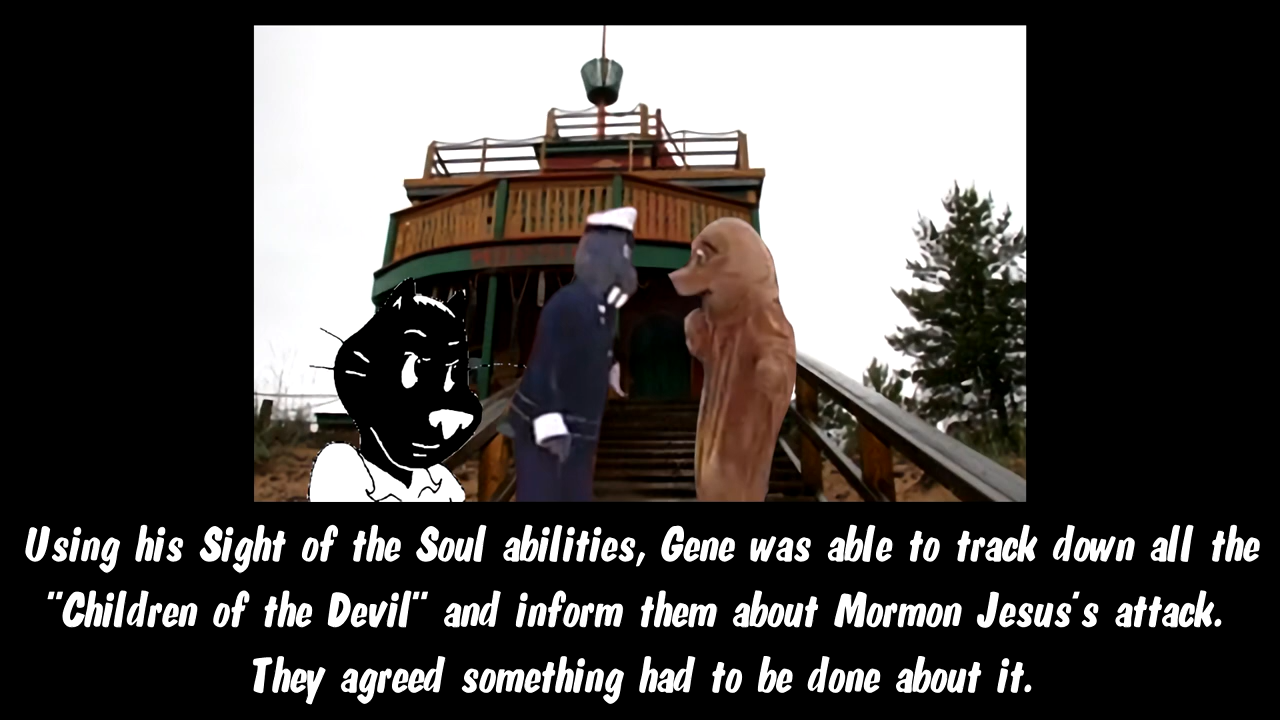 Using his Sight of the Soul abilities, Gene was able to track down all the
"Children of the Devil" and inform them about Mormon Jesus's attack.
They agreed something had to be done about it.